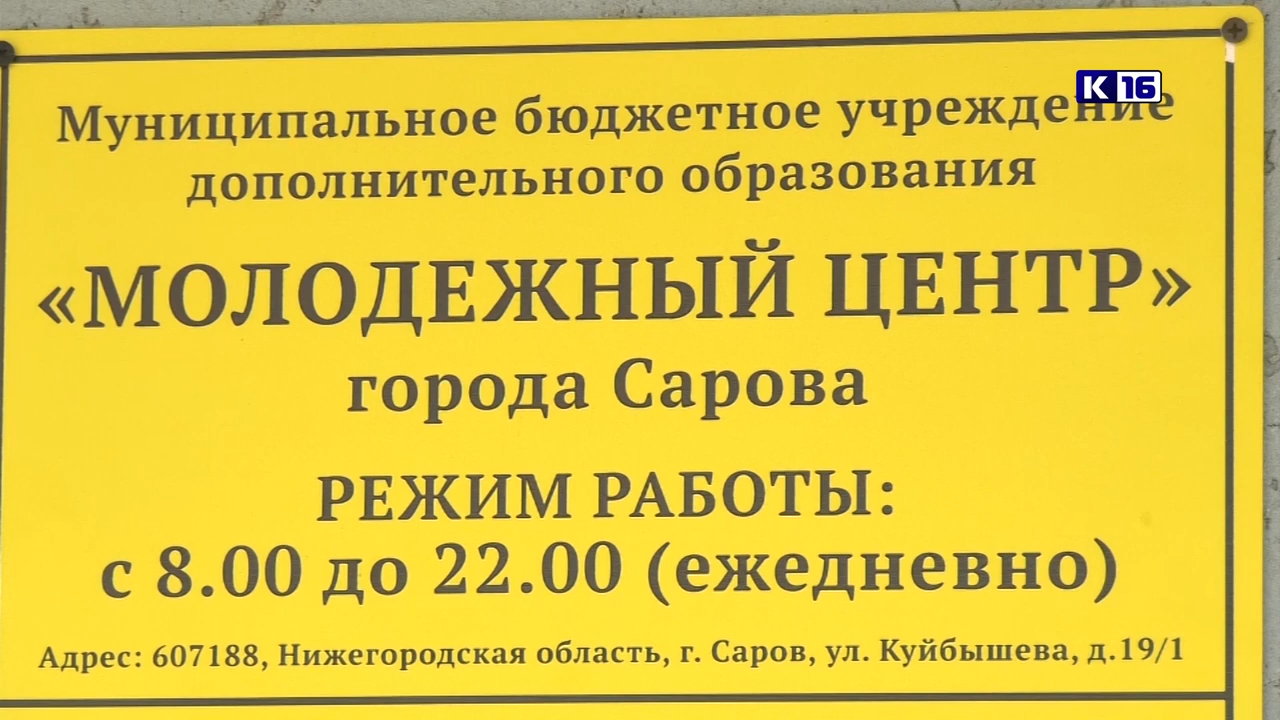 К 16
Муниципальное бюджетное учреждение
дополнительного образования
«МОЛОДЕЖНЫЙ ЦЕНТР»
города Сарова
РЕЖИМ РАБОТЫ:
с 8.00 до 22.00 (ежедневно)
Адрес: 607188, Нижегородская область, г. Саров, ул. Куйбышева, д.19/1